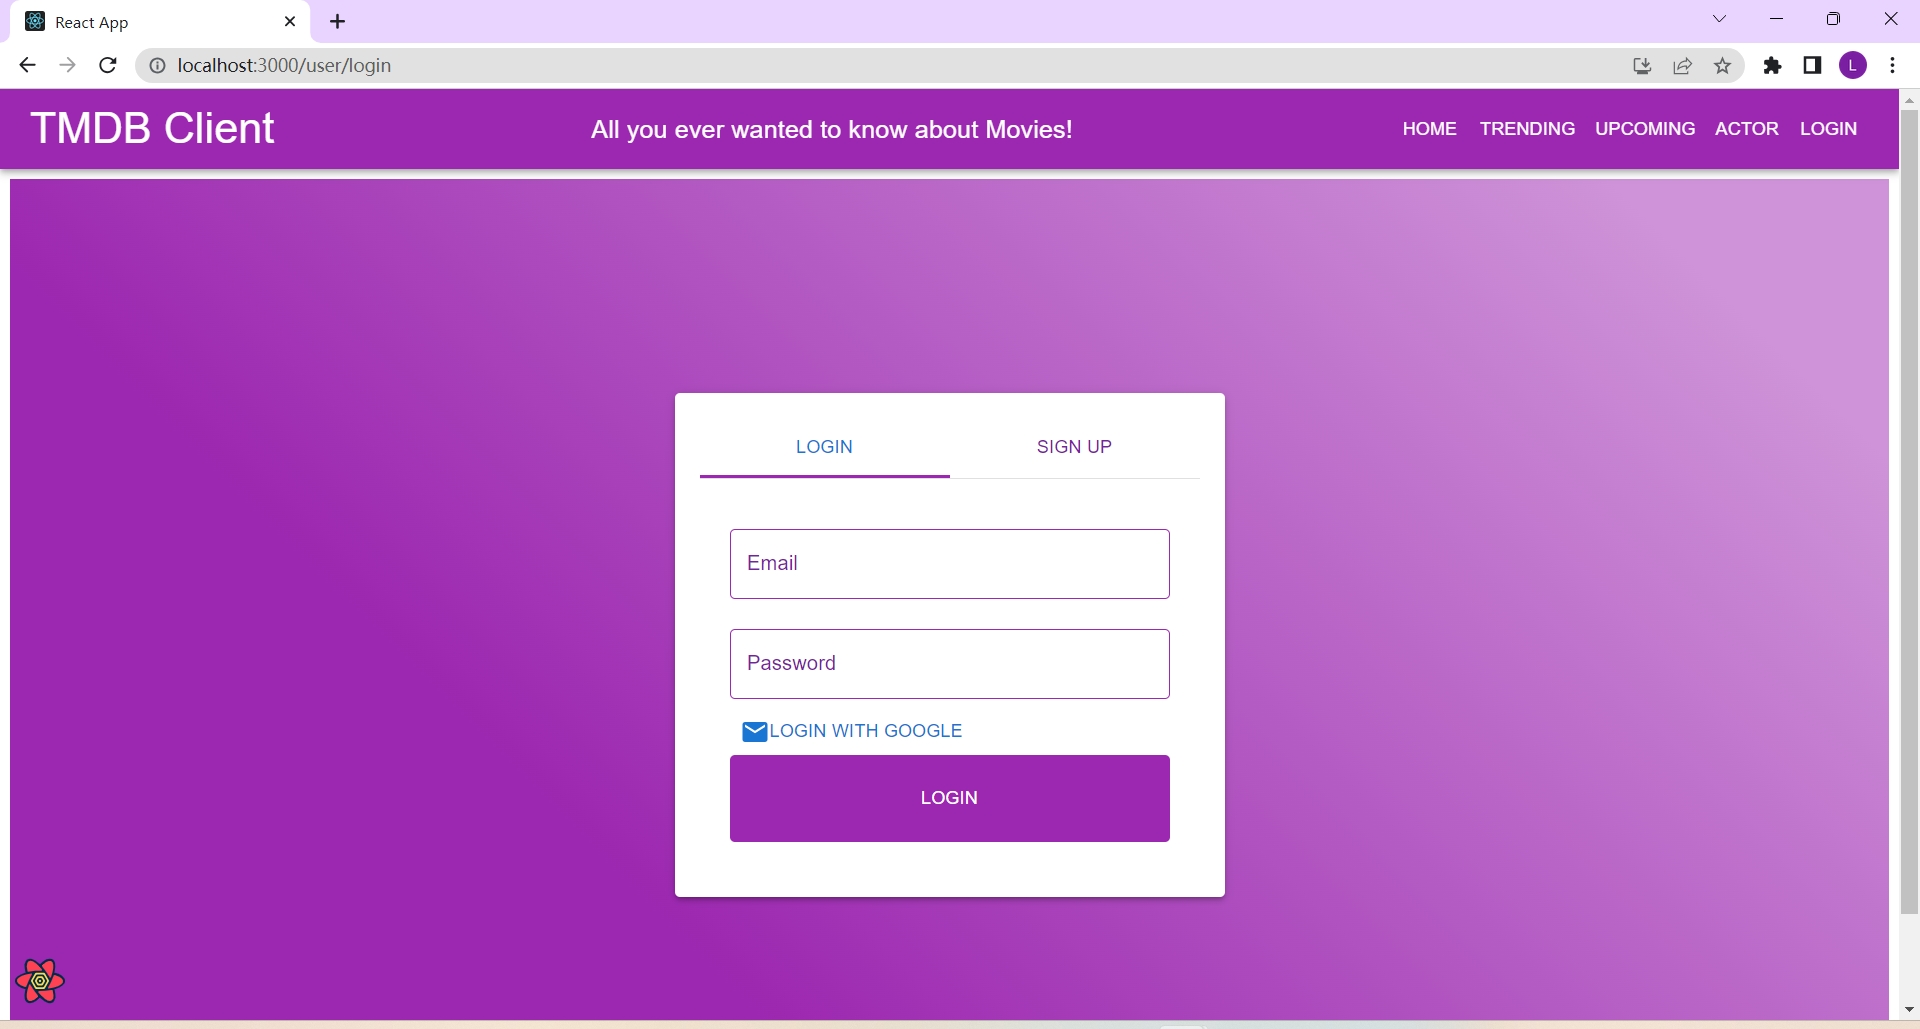 React App
localhost:3000/user/login
L
TMDB Client
All you ever wanted to know about Movies!
HOME TRENDING UPCOMING ACTOR LOGIN
LOGIN SIGN UP
Email
Password
LOGIN WITH GOOGLE
LOGIN